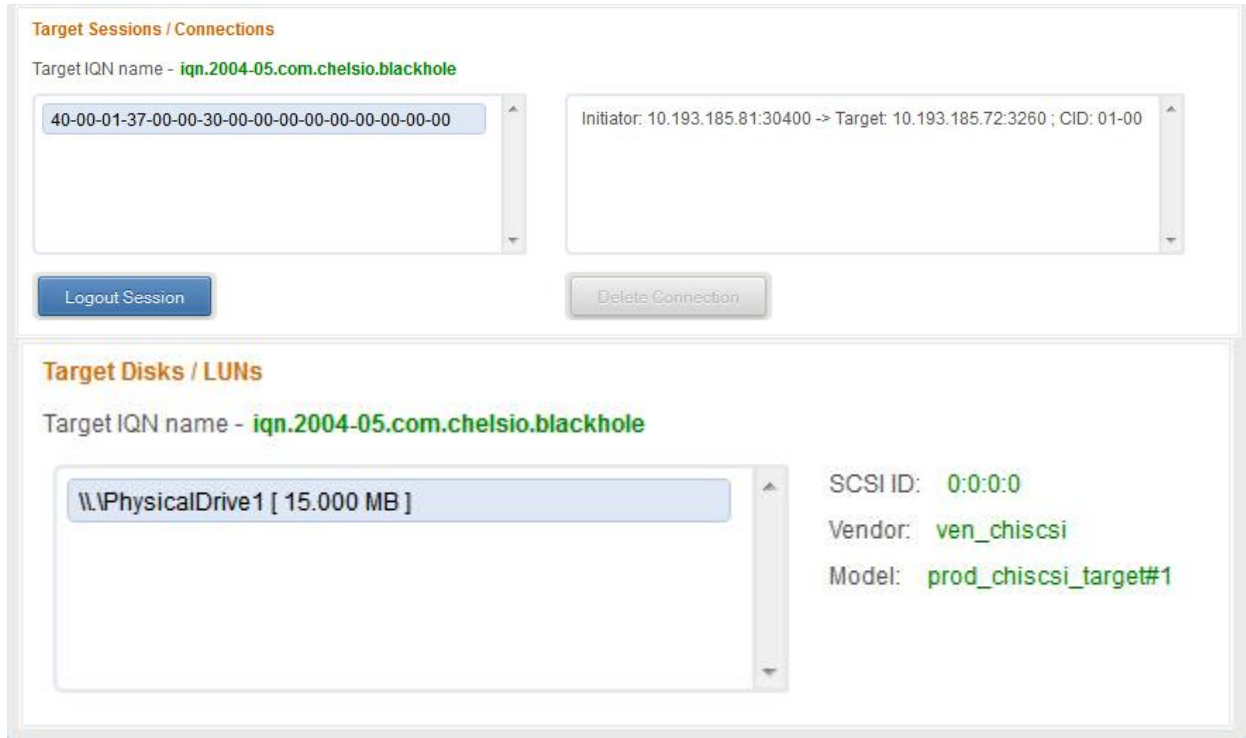 Target Sessions / Connections
Target IQN name - iqn.2004-05.com.chelsio.blackhole
40-00-01-37-00-00-30-00-00-00-00-00-00-00-00-00
Initiator: 10.193.185.81:30400 -> Target: 10.193.185.72:3260 ; CID: 01-00
Logout Session
Delete Connection
Target Disks / LUNs
Target IQN name - iqn.2004-05.com.chelsio.blackhole
\\.\PhysicalDrive1 [ 15.000 MB ]
SCSI ID: 0:0:0:0
Vendor: ven_chiscsi
Model: prod_chiscsi_target#1